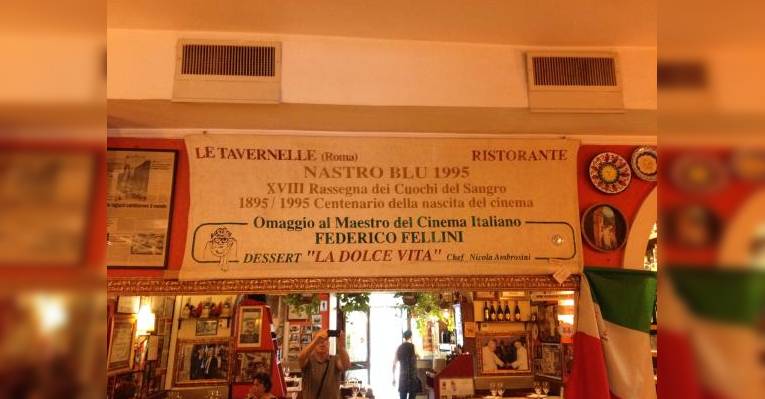 LE TAVERNELLE (Roma) RISTORANTE
NASTRO BLU 1995
XVIII Rassegna dei Cuochi del Sangro
1895/1995 Centenario della nascita del cinema
Omaggio al Maestro del Cinema Italiano
FEDERICO FELLINI
DESSERT "LA DOLCE VITA" Chef Nicola Ambrosini